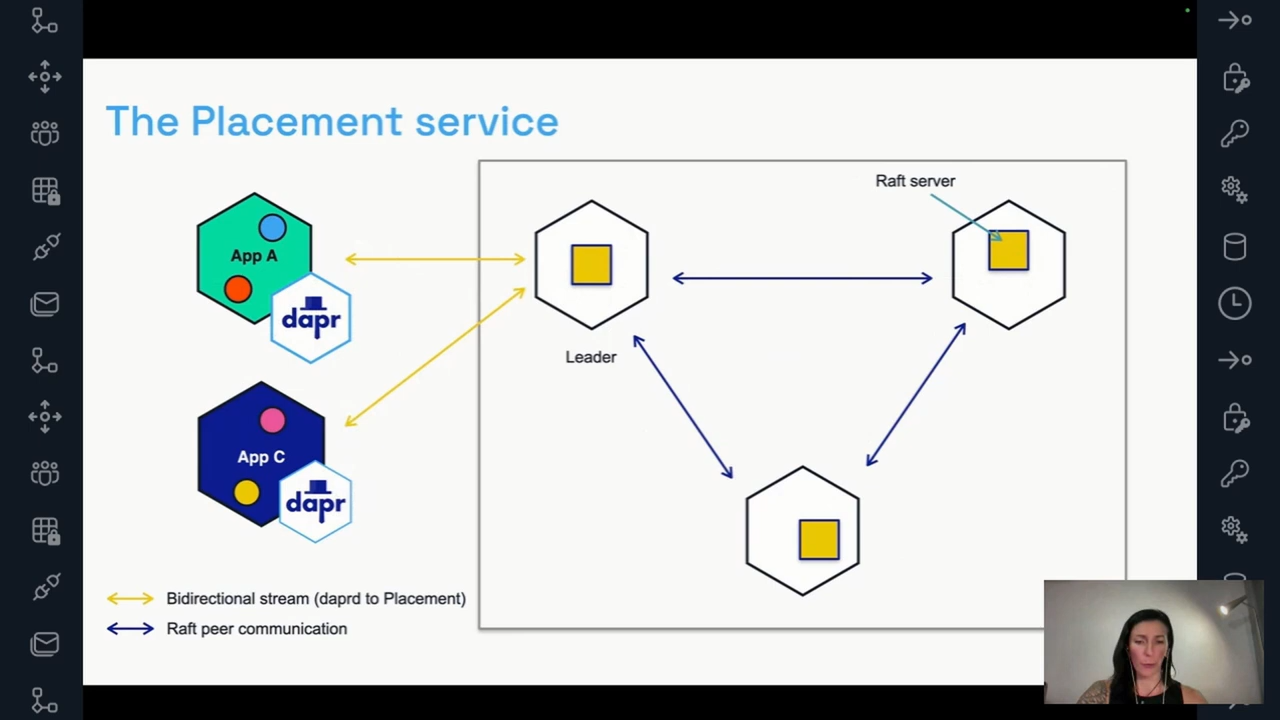 The Placement service
Raft server
App A
dapr
Leader
App C
dapr
Bidirectional stream (daprd to Placement)
Raft peer communication